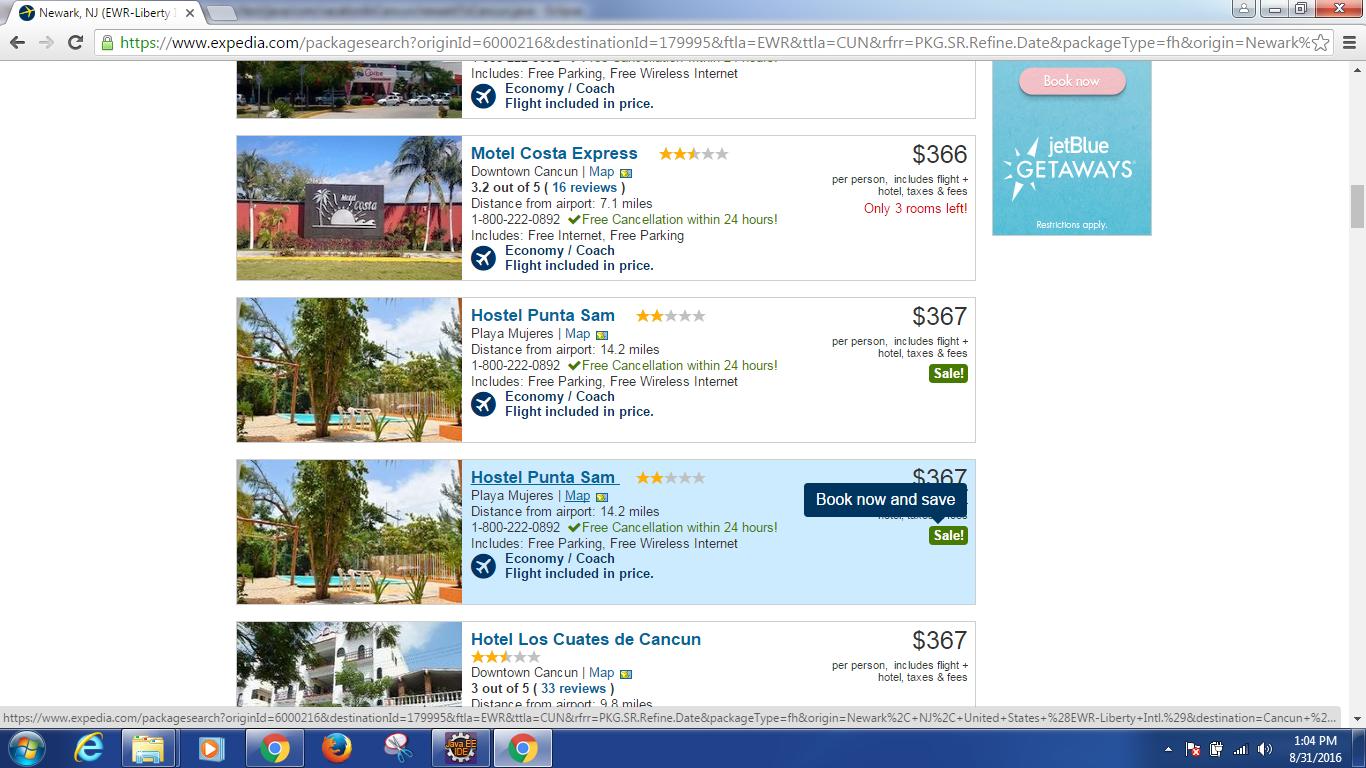 Newark, NJ (EWR-Liberty I
https://www.expedia.com/packagesearch?originId=6000216&destinationId=179995&ftla=EWR&ttla=CUN&rfrr=PKG.SR.Refine.Date&packageType=fh&origin=Newark%
Includes: Free Parking, Free Wireless Internet
Economy / Coach
Flight included in price.
Book now
jetBlue
GETAWAYS
Restrictions apply.
Motel Costa Express
$366
Downtown Cancun | Map
per person, includes flight +
hotel, taxes & fees
3.2 out of 5 ( 16 reviews )
Only 3 rooms left!
Distance from airport: 7.1 miles
1-800-222-0892 ✔Free Cancellation within 24 hours!
Includes: Free Internet, Free Parking
Economy / Coach
Flight included in price.
Motel
Costa
Hostel Punta Sam
$367
Playa Mujeres | Map
per person, includes flight +
hotel, taxes & fees
Distance from airport: 14.2 miles
1-800-222-0892 ✔Free Cancellation within 24 hours!
Sale!
Includes: Free Parking, Free Wireless Internet
Economy / Coach
Flight included in price.
Hostel Punta Sam
$367
Playa Mujeres | Map
Book now and save
Distance from airport: 14.2 miles
1-800-222-0892 ✔Free Cancellation within 24 hours!
Sale!
Includes: Free Parking, Free Wireless Internet
Economy / Coach
Flight included in price.
Hotel Los Cuates de Cancun
$367
Downtown Cancun | Map
per person, includes flight +
hotel, taxes & fees
3 out of 5 ( 33 reviews )
Distance from airport: 9.8 miles
https://www.expedia.com/packagesearch?originId=6000216&destinationId=179995&ftla=EWR&ttla=CUN&rfrr=PKG.SR.Refine.Date&packageType=fh&origin=Newark%2C+NJ%2C+United+States+%28EWR-Liberty+Intl.%29&destination=Cancun+%2...
Java EE
IDE
1:04 PM
8/31/2016